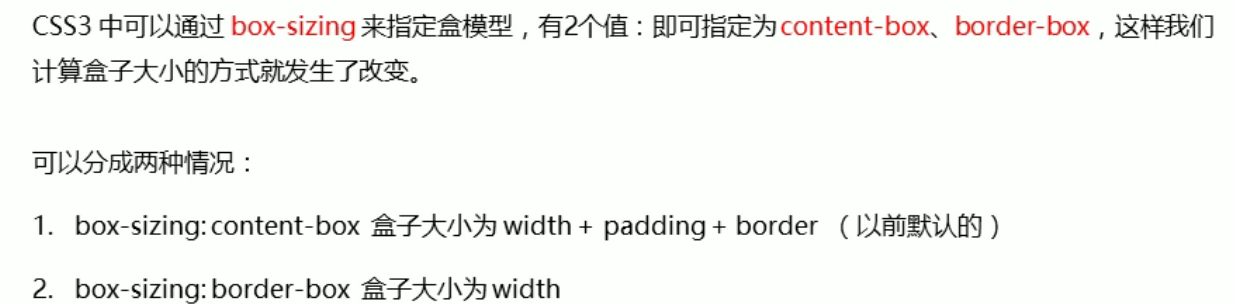 CSS3 中可以通过 box-sizing 来指定盒模型，有2个值：即可指定为content-box、border-box，这样我们
计算盒子大小的方式就发生了改变。
可以分成两种情况：
1. box-sizing:content-box 盒子大小为 width + padding + border （以前默认的）
2. box-sizing:border-box 盒子大小为 width